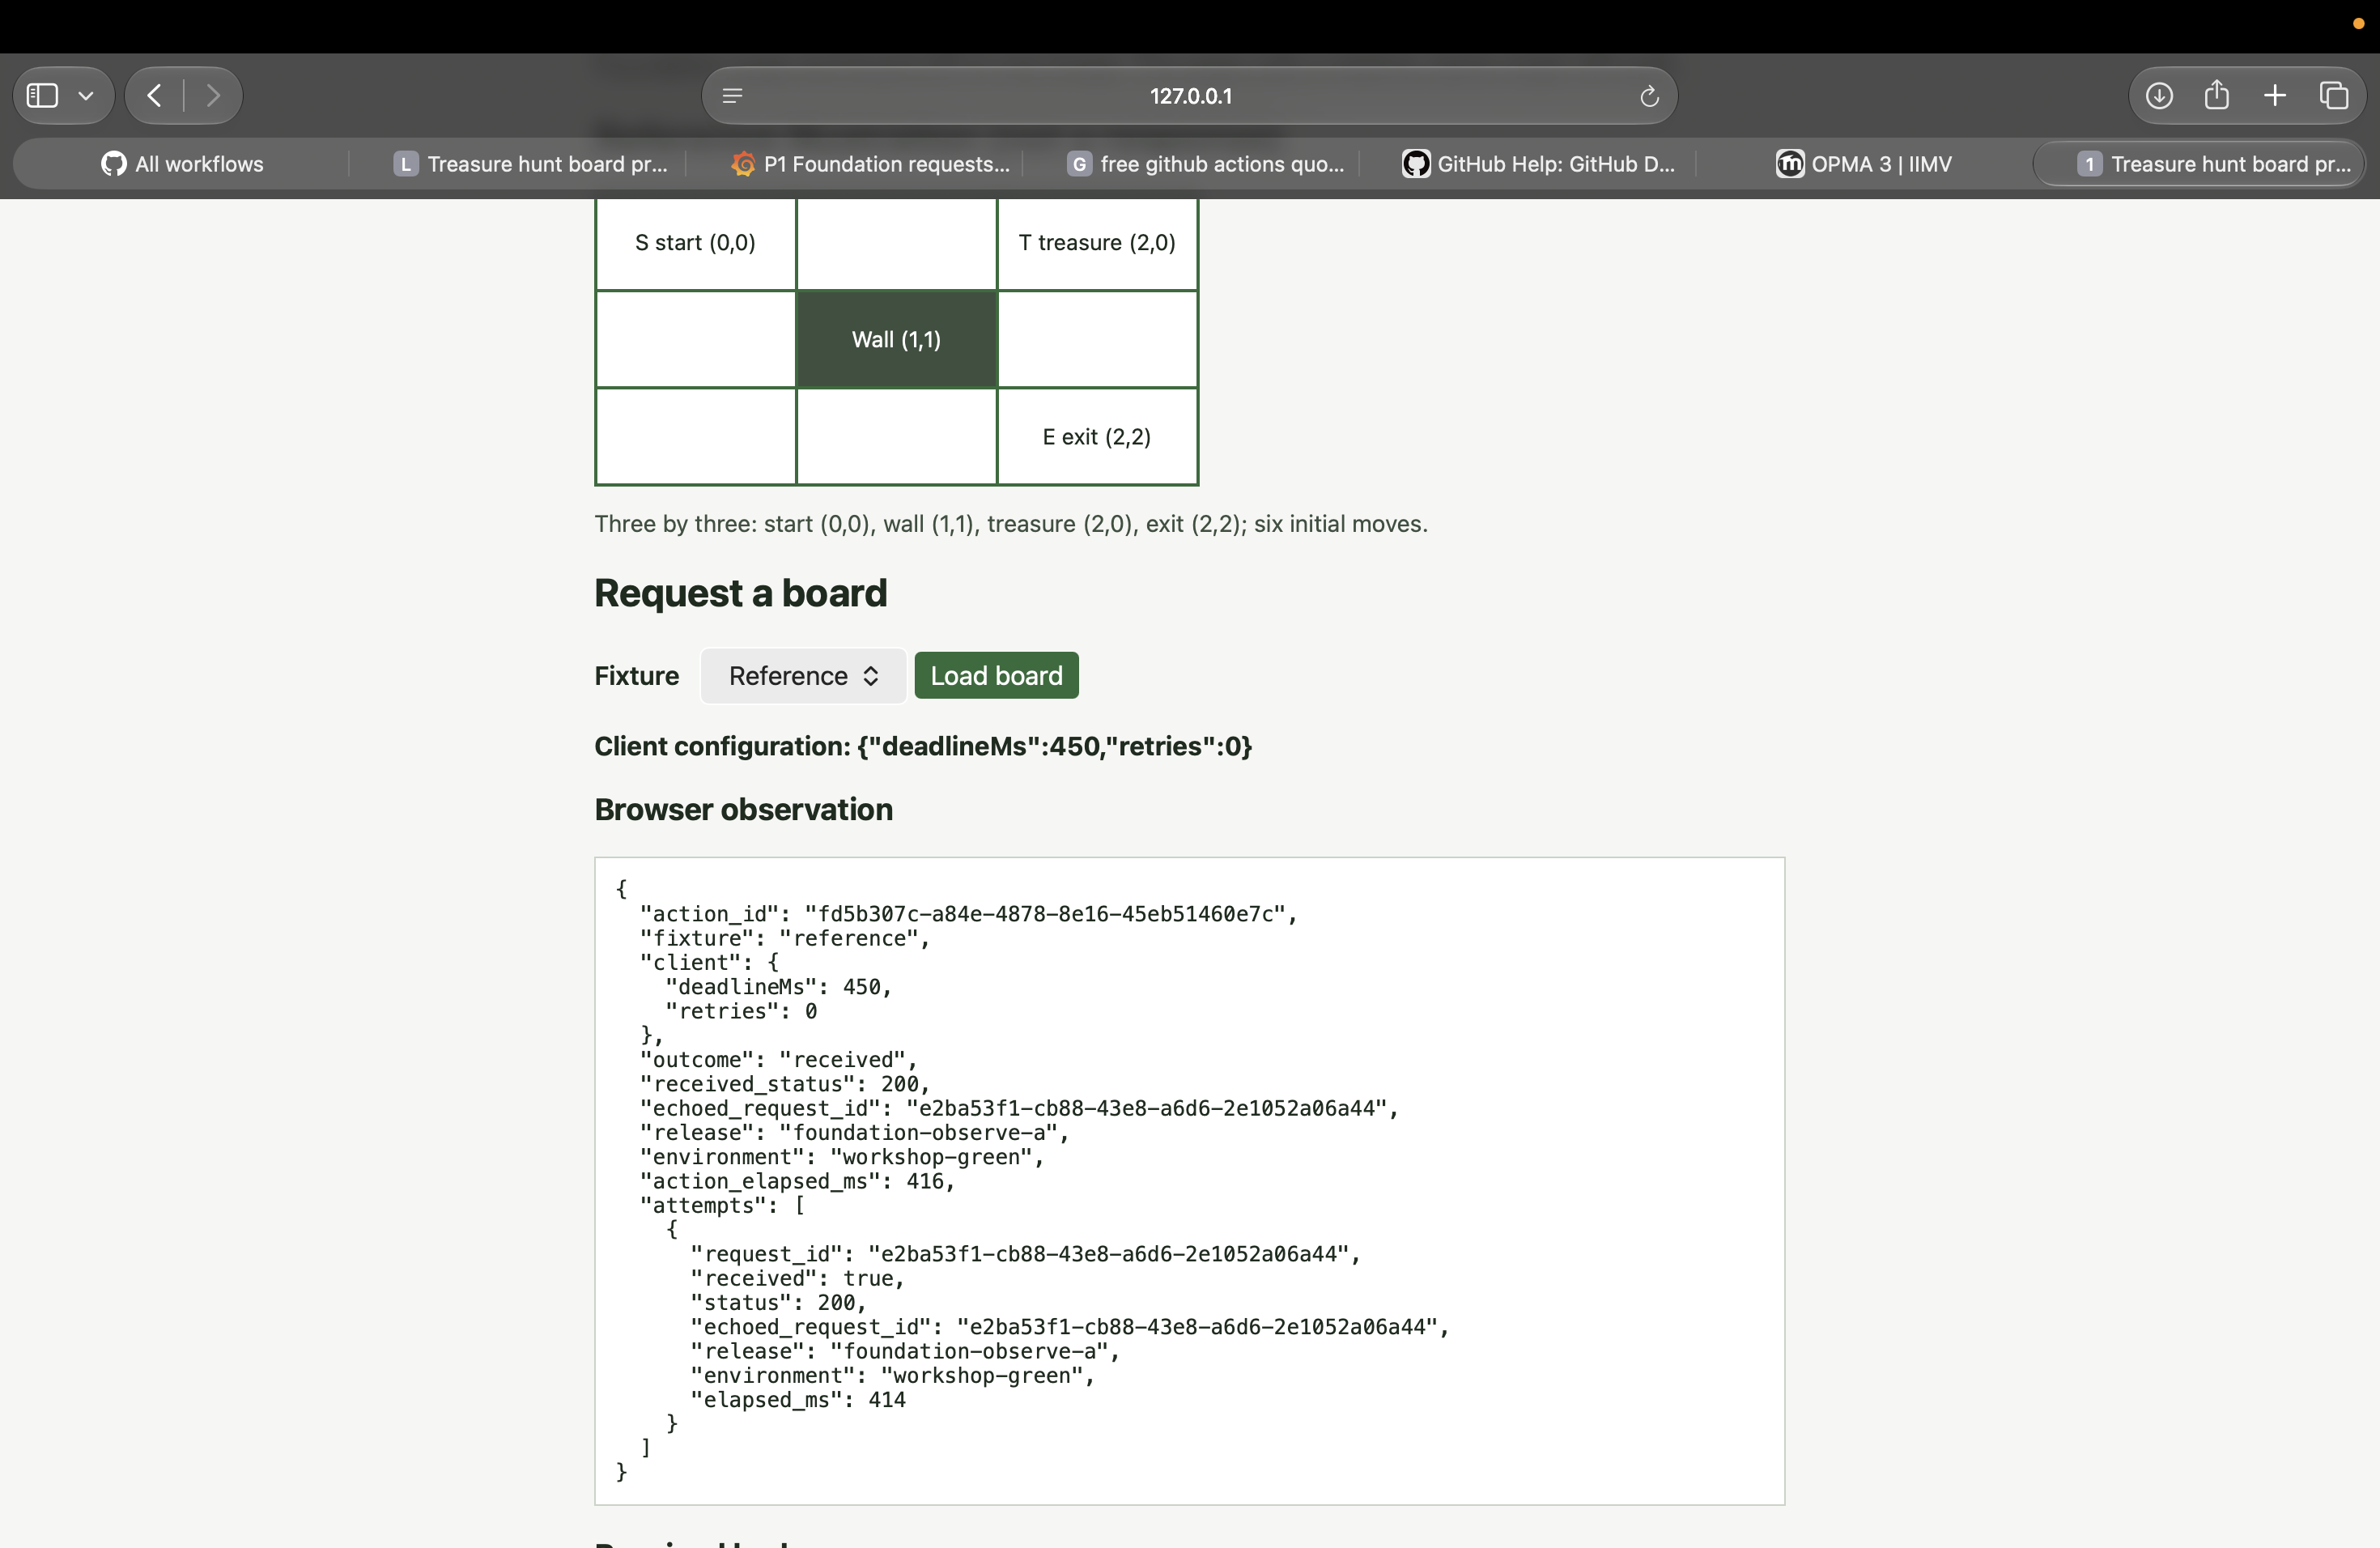 127.0.0.1
All workflows
L Treasure hunt board pr...
P1 Foundation requests...
G free github actions quo...
GitHub Help: GitHub D...
OPMA 3 | IIMV
1 Treasure hunt board pr...
S start (0,0)
T treasure (2,0)
Wall (1,1)
E exit (2,2)
Three by three: start (0,0), wall (1,1), treasure (2,0), exit (2,2); six initial moves.
Request a board
Fixture Reference Load board
Client configuration: {"deadlineMs":450,"retries":0}
Browser observation
{
"action_id": "fd5b307c-a84e-4878-8e16-45eb51460e7c",
"fixture": "reference",
"client": {
"deadlineMs": 450,
"retries": 0
},
"outcome": "received",
"received_status": 200,
"echoed_request_id": "e2ba53f1-cb88-43e8-a6d6-2e1052a06a44",
"release": "foundation-observe-a",
"environment": "workshop-green",
"action_elapsed_ms": 416,
"attempts": [
{
"request_id": "e2ba53f1-cb88-43e8-a6d6-2e1052a06a44",
"received": true,
"status": 200,
"echoed_request_id": "e2ba53f1-cb88-43e8-a6d6-2e1052a06a44",
"release": "foundation-observe-a",
"environment": "workshop-green",
"elapsed_ms": 414
}
]
}